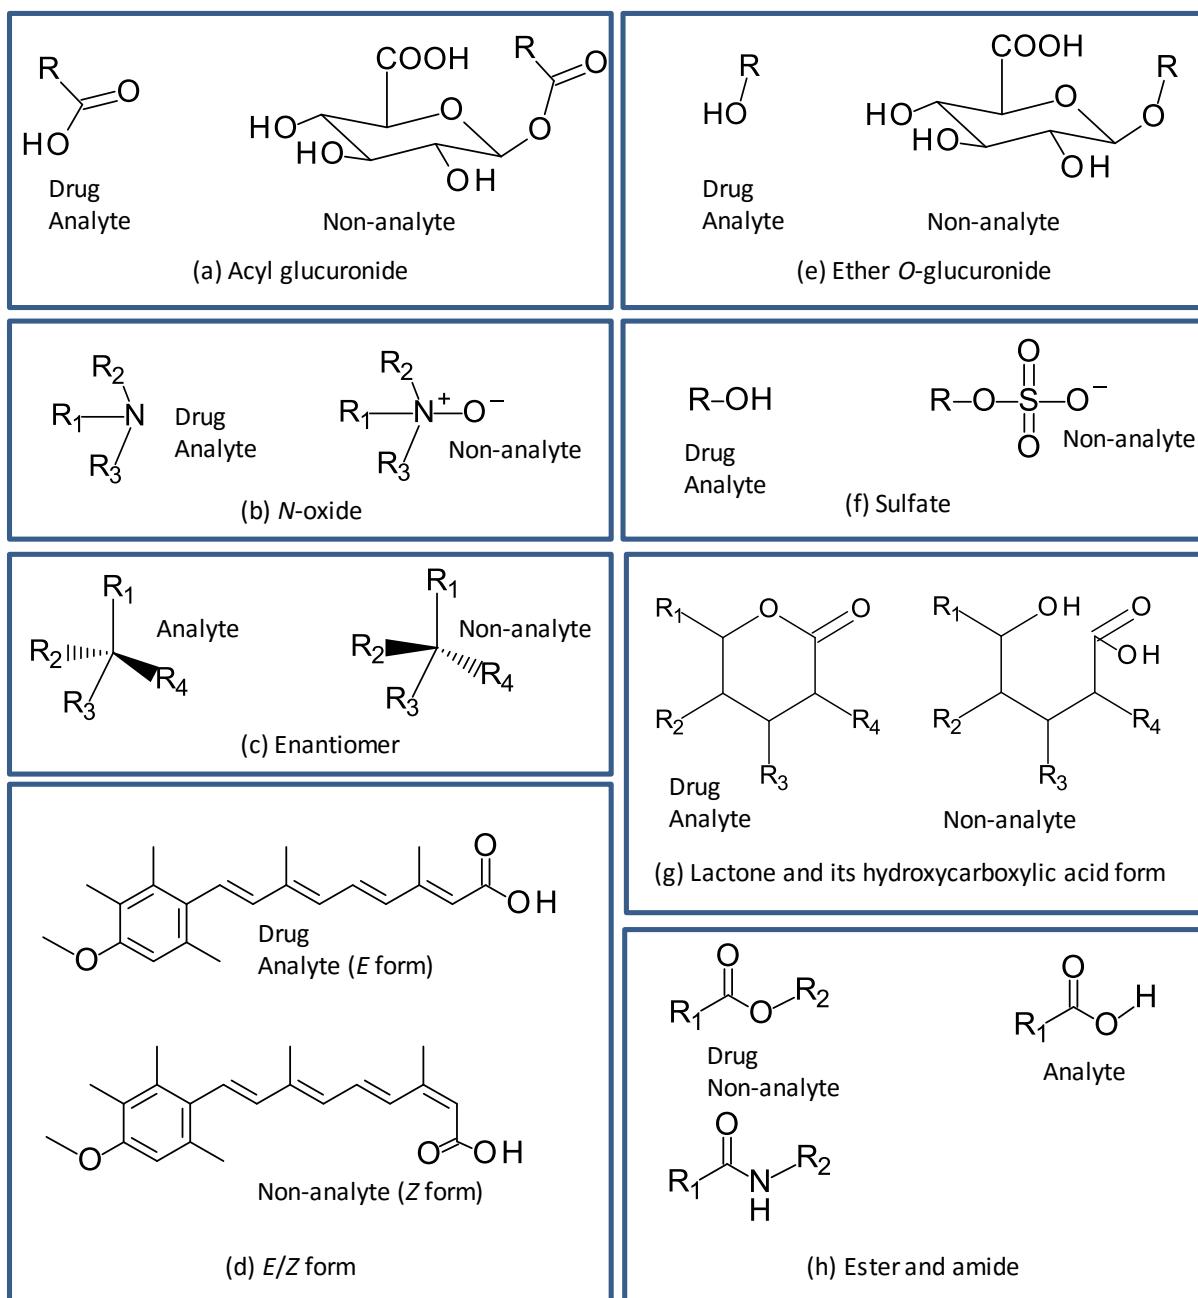 R
O
HO
Drug
Analyte
COOH
R
O
O
O
HO
HO
HO
OH
Non-analyte
(a) Acyl glucuronide
R
HO
Drug
Analyte
COOH
R
O
O
HO
HO
HO
OH
Non-analyte
(e) Ether O-glucuronide
R2
R1 N
R3
Drug
Analyte
R2
R1 N+ O−
R3
Non-analyte
(b) N-oxide
R–OH
Drug
Analyte
O
R–O–S–O−
O
Non-analyte
(f) Sulfate
R1
R2
R3
R4
Analyte
R1
R2
R3
R4
Non-analyte
(c) Enantiomer
R1
O
O
R2
R4
R3
Drug
Analyte
R1
OH
O
OH
R2
R4
R3
Non-analyte
(g) Lactone and its hydroxycarboxylic acid form
O
OH
O
Drug
Analyte (E form)
O
O
OH
Non-analyte (Z form)
(d) E/Z form
O
R1
O
R2
Drug
Non-analyte
O
R1
N
H
R2
O
R1
O
H
Analyte
(h) Ester and amide